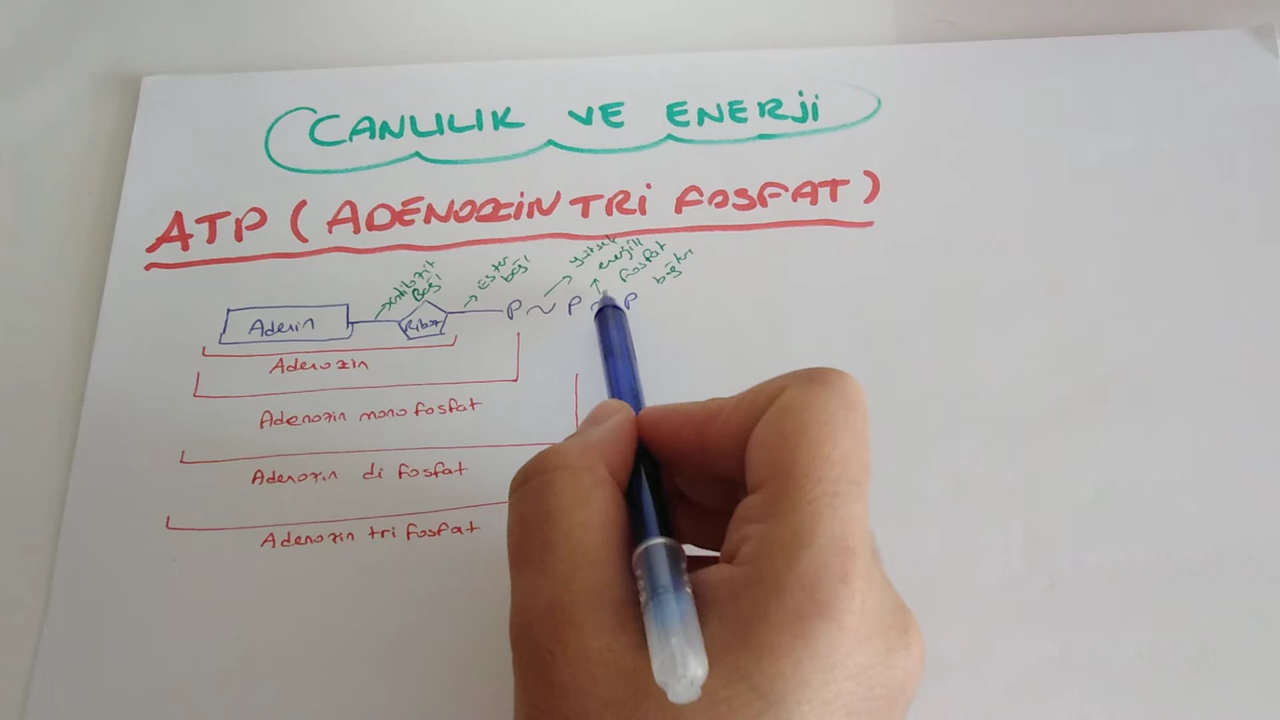 CANLILIK VE ENERJİ
ATP (ADENOZİN TRİ FOSFAT)
Ester bağı
yüksek enerjili fosfat bağları
Bağı
Adenin
Riboz
P ~ P ~ P
Adenozin
Adenozin mono fosfat
Adenozin di fosfat
Adenozin tri fosfat